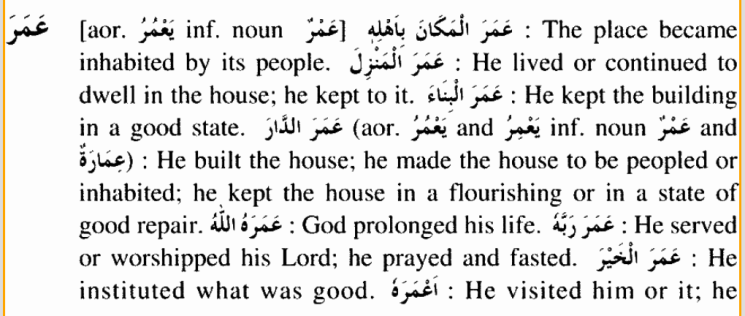 عَمَرَ [aor. يَعْمُرُ inf. noun عَمْرٌ] عَمَرَ الْمَكَانَ بِاَهْلِهٖ : The place became
inhabited by its people. عَمَرَ الْمَنْزِلَ : He lived or continued to
dwell in the house; he kept to it. عَمَرَ الْبِنَاءَ : He kept the building
in a good state. عَمَرَ الدَّارَ (aor. يَعْمُرُ and يَعْمِرُ inf. noun عَمْرٌ and
عِمَارَةٌ) : He built the house; he made the house to be peopled or
inhabited; he kept the house in a flourishing or in a state of
good repair. عَمَرَهُ اللّٰهُ : God prolonged his life. عَمَرَ رَبَّهٗ : He served
or worshipped his Lord; he prayed and fasted. عَمَرَ الْخَيْرَ : He
instituted what was good. اَعْمَرَهٗ : He visited him or it; he